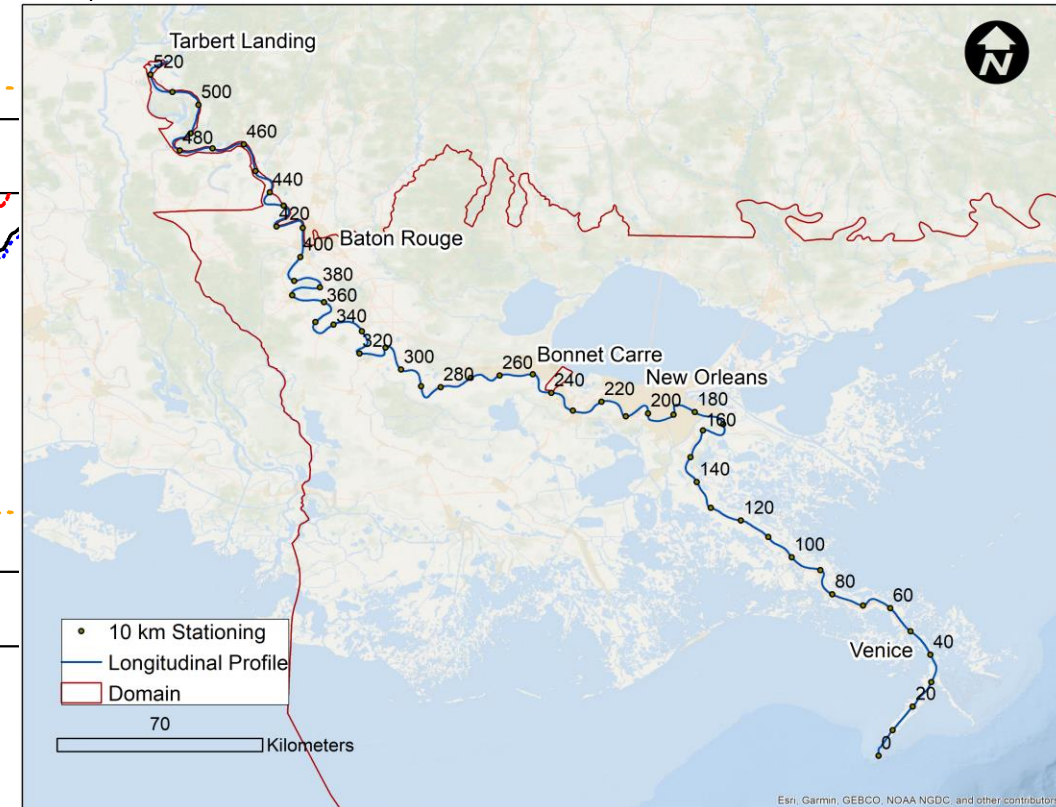 Tarbert Landing
N
520
500
480
460
440
420
Baton Rouge
400
380
360
340
320
300
280
260
Bonnet Carre
240
New Orleans
220
200
180
160
140
120
100
80
60
Venice
40
20
0
10 km Stationing
Longitudinal Profile
Domain
70
Kilometers
Esri, Garmin, GEBCO, NOAA NGDC, and other contributors